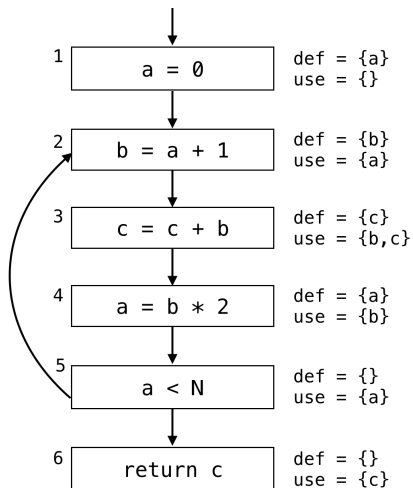 1
a = 0
def = {a}
use = {}
2
b = a + 1
def = {b}
use = {a}
3
c = c + b
def = {c}
use = {b,c}
4
a = b * 2
def = {a}
use = {b}
5
a < N
def = {}
use = {a}
6
return c
def = {}
use = {c}